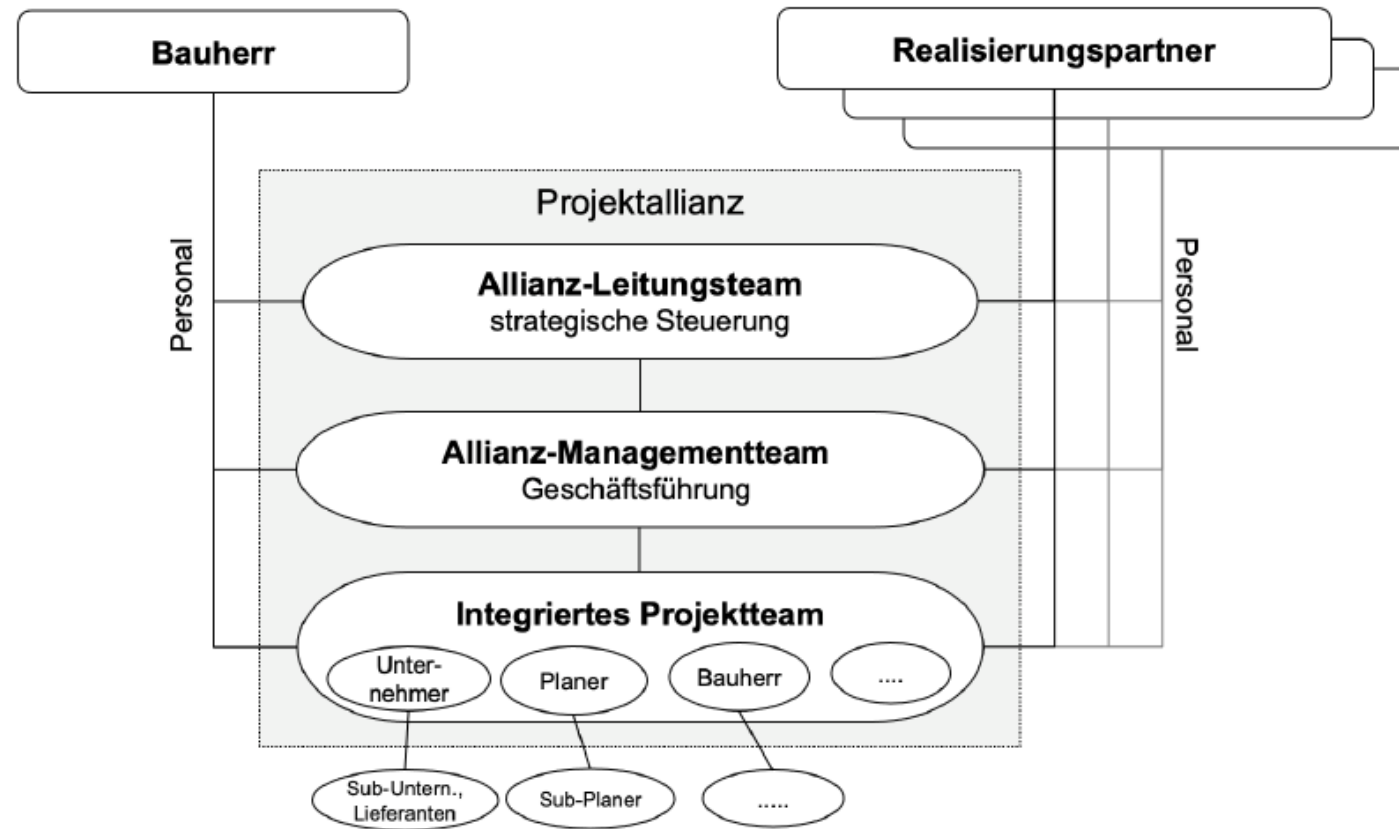 Bauherr
Realisierungspartner
Projektallianz
Personal
Personal
Allianz-Leitungsteam
strategische Steuerung
Allianz-Managementteam
Geschäftsführung
Integriertes Projektteam
Unter-
nehmer
Planer
Bauherr
....
Sub-Untern.,
Lieferanten
Sub-Planer
.....